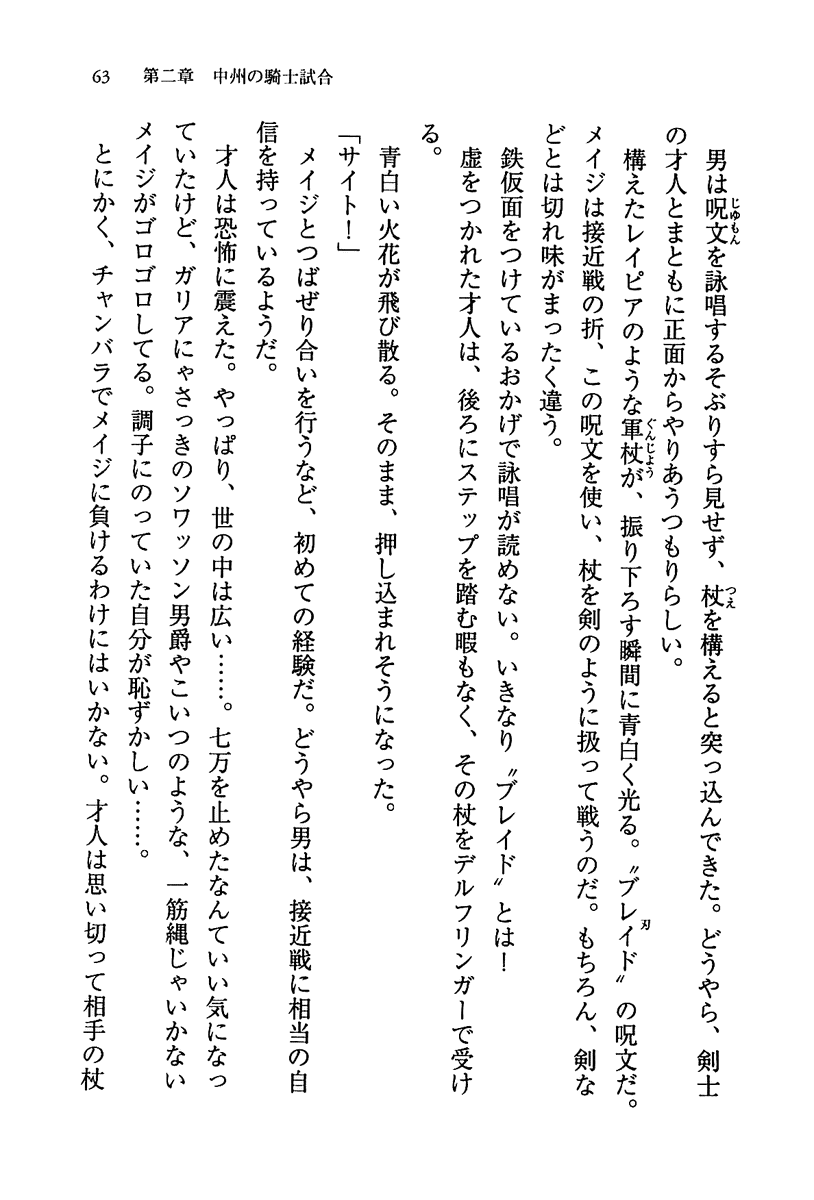 63　第二章　中州の騎士試合
　男は呪文を詠唱するそぶりすら見せず、杖を構えると突っ込んできた。どうやら、剣士
の才人とまともに正面からやりあうつもりらしい。
　構えたレイピアのような軍杖が、振り下ろす瞬間に青白く光る。〝ブレイド〟の呪文だ。
メイジは接近戦の折、この呪文を使い、杖を剣のように扱って戦うのだ。もちろん、剣な
どとは切れ味がまったく違う。
　鉄仮面をつけているおかげで詠唱が読めない。いきなり〝ブレイド〟とは！
　虚をつかれた才人は、後ろにステップを踏む暇もなく、その杖をデルフリンガーで受け
る。
　青白い火花が飛び散る。そのまま、押し込まれそうになった。
「サイト！」
　メイジとつばぜり合いを行うなど、初めての経験だ。どうやら男は、接近戦に相当の自
信を持っているようだ。
　才人は恐怖に震えた。やっぱり、世の中は広い……。七万を止めたなんていい気になっ
ていたけど、ガリアにゃさっきのソワッソン男爵やこいつのような、一筋縄じゃいかない
メイジがゴロゴロしてる。調子にのっていた自分が恥ずかしい……。
　とにかく、チャンバラでメイジに負けるわけにはいかない。才人は思い切って相手の杖
じゅもん
つえ
ぐんじょう
刃